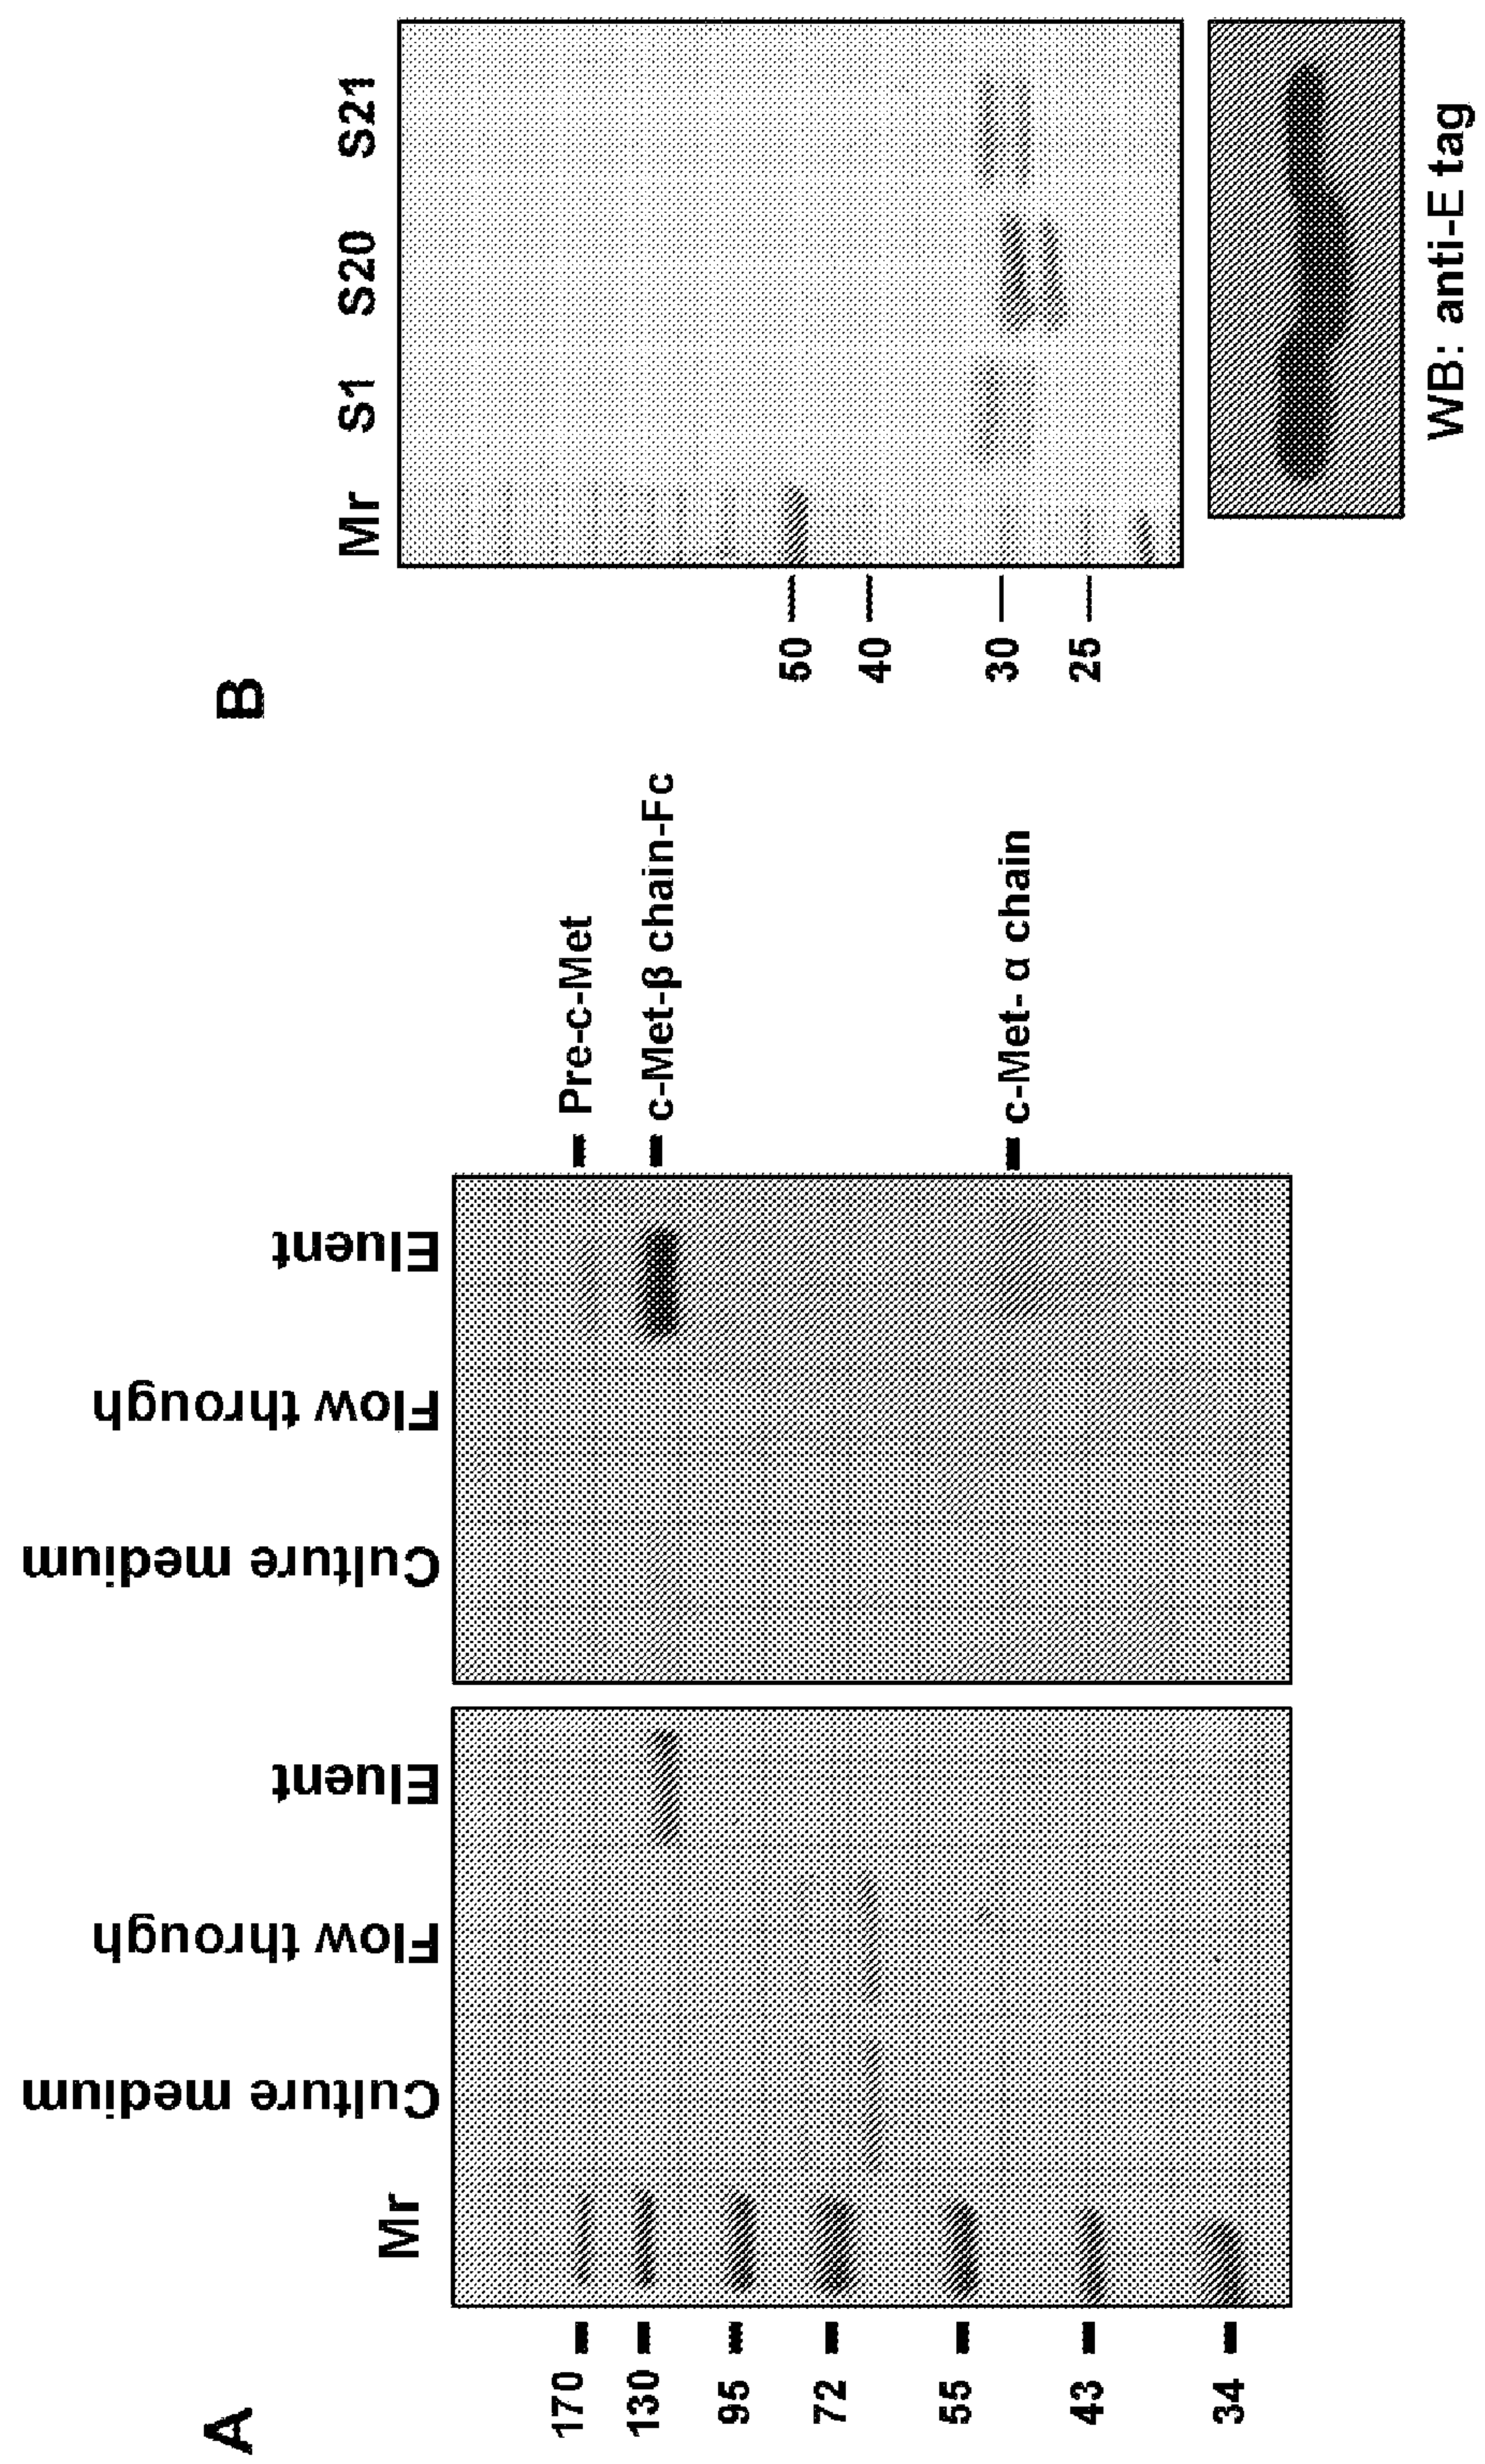 A
Mr
Culture medium
Flow through
Eluent
Culture medium
Flow through
Eluent
170
130
95
72
55
43
34
Pre-c-Met
c-Met-β chain-Fc
c-Met- α chain
B
Mr S1 S20 S21
50
40
30
25
WB: anti-E tag